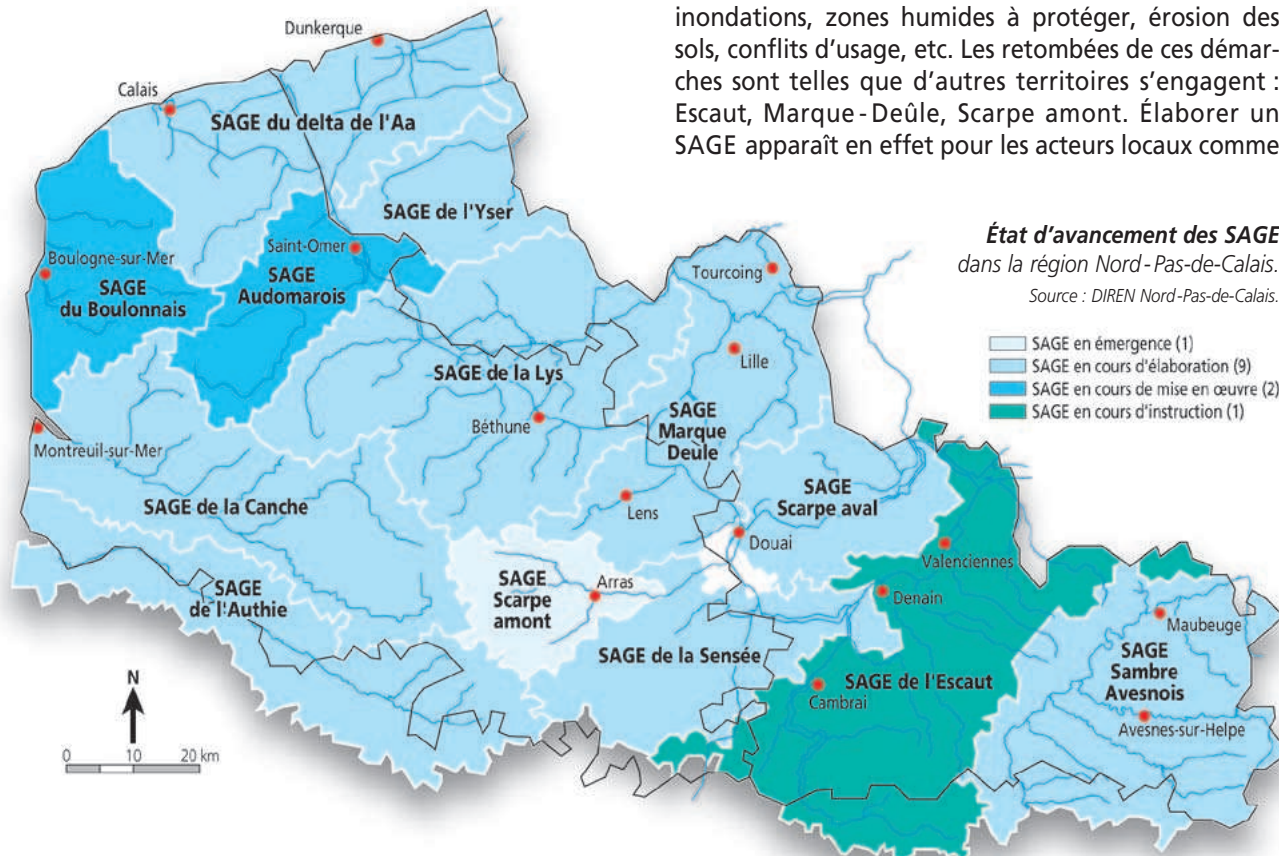 inondations, zones humides à protéger, érosion des
sols, conflits d'usage, etc. Les retombées de ces démar-
ches sont telles que d'autres territoires s'engagent :
Escaut, Marque-Deûle, Scarpe amont. Élaborer un
SAGE apparaît en effet pour les acteurs locaux comme
État d'avancement des SAGE
dans la région Nord-Pas-de-Calais.
Source : DIREN Nord-Pas-de-Calais.
SAGE en émergence (1)
SAGE en cours d'élaboration (9)
SAGE en cours de mise en œuvre (2)
SAGE en cours d'instruction (1)
Dunkerque
Calais
SAGE du delta de l'Aa
SAGE de l'Yser
Saint-Omer
Boulogne-sur-Mer
SAGE
du Boulonnais
SAGE
Audomarois
Tourcoing
Lille
SAGE de la Lys
Béthune
SAGE
Marque
Deule
Montreuil-sur-Mer
SAGE de la Canche
Lens
SAGE
Scarpe aval
Douai
Valenciennes
SAGE
de l'Authie
SAGE
Scarpe
amont
Arras
Denain
Maubeuge
SAGE de la Sensée
SAGE de l'Escaut
Cambrai
SAGE
Sambre
Avesnois
Avesnes-sur-Helpe
N
0 10 20 km